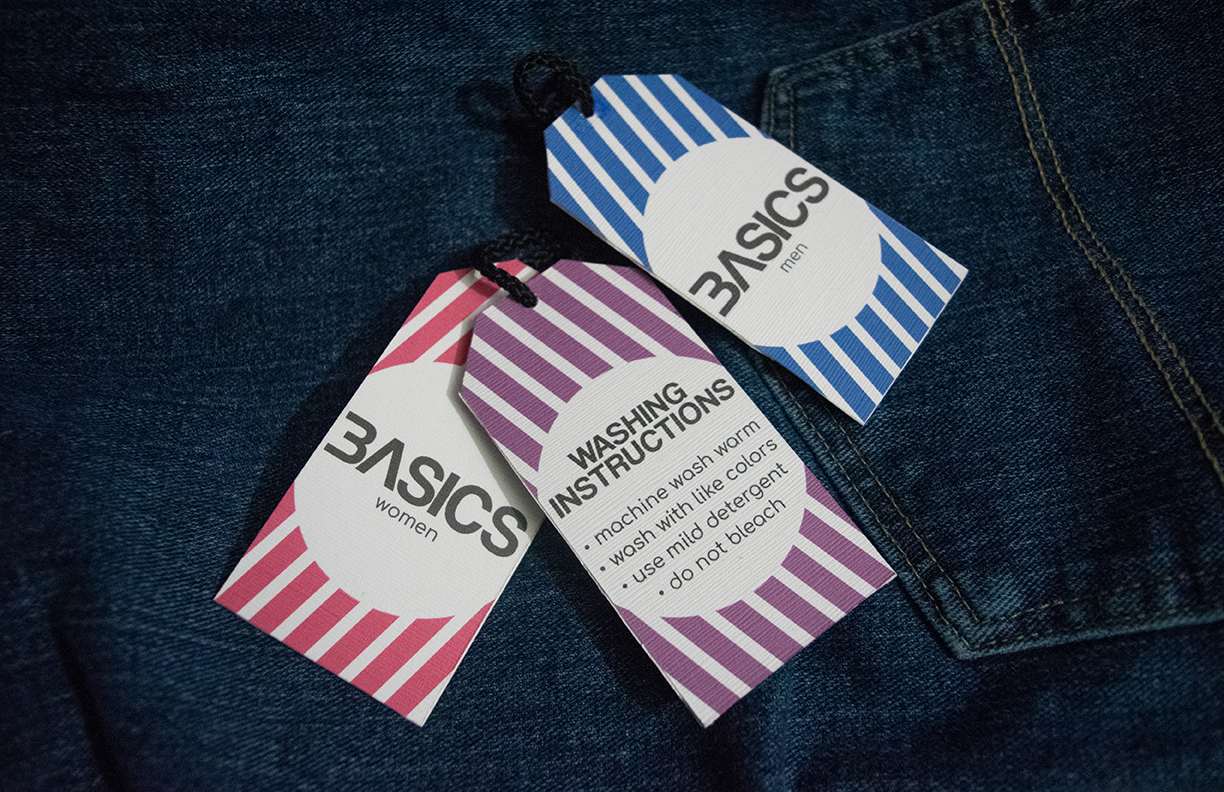 BASICS
men
BASICS
women
WASHING
INSTRUCTIONS
• machine wash warm
• wash with like colors
• use mild detergent
• do not bleach